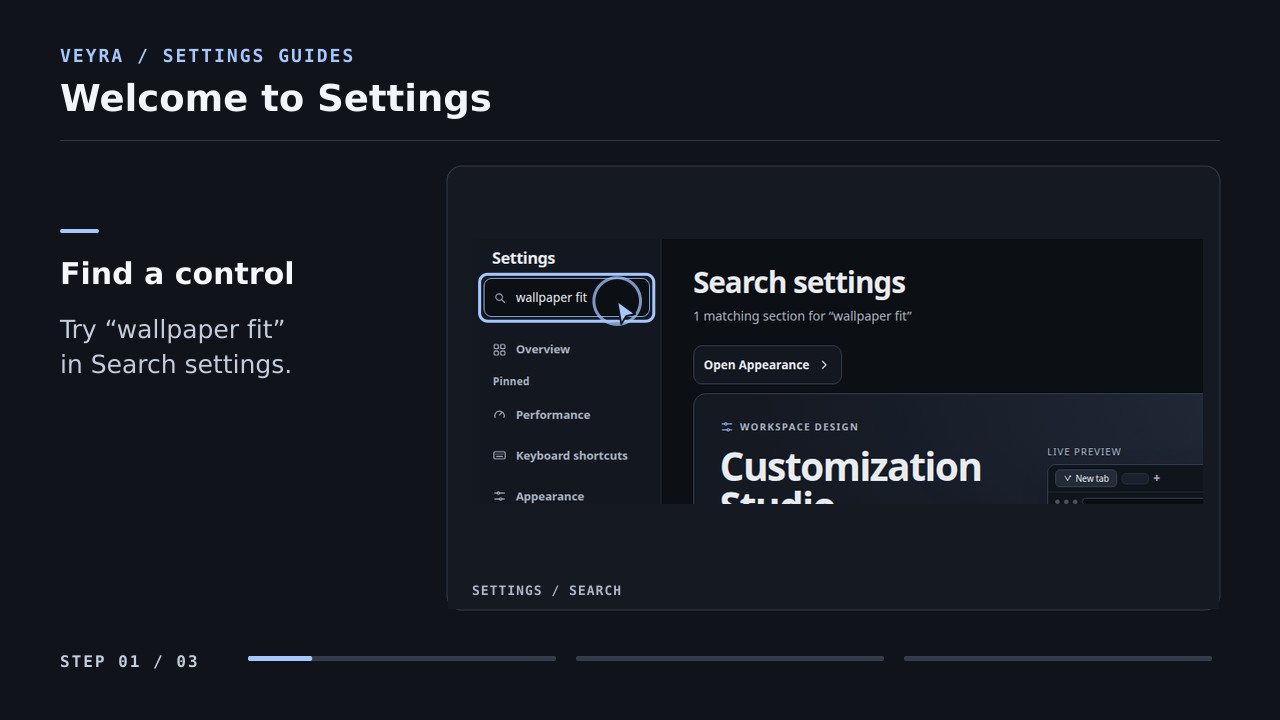 VEYRA / SETTINGS GUIDES
Welcome to Settings
Find a control
Try “wallpaper fit”
in Search settings.
Settings
wallpaper fit
Overview
Pinned
Performance
Keyboard shortcuts
Appearance
Search settings
1 matching section for “wallpaper fit”
Open Appearance
WORKSPACE DESIGN
Customization
Studio
LIVE PREVIEW
New tab
+
SETTINGS / SEARCH
STEP 01 / 03